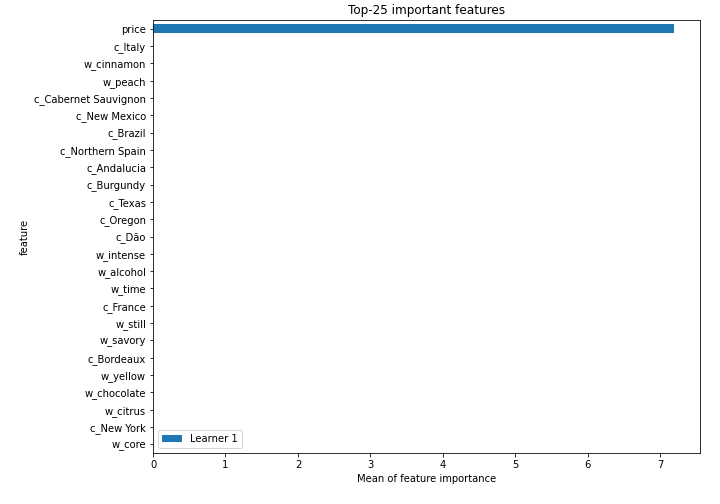 Top-25 important features
price
c_Italy
w_cinnamon
w_peach
c_Cabernet Sauvignon
c_New Mexico
c_Brazil
c_Northern Spain
c_Andalucia
c_Burgundy
c_Texas
c_Oregon
c_Dão
w_intense
w_alcohol
w_time
c_France
w_still
w_savory
c_Bordeaux
w_yellow
w_chocolate
w_citrus
c_New York
w_core
feature
Learner 1
0 1 2 3 4 5 6 7
Mean of feature importance